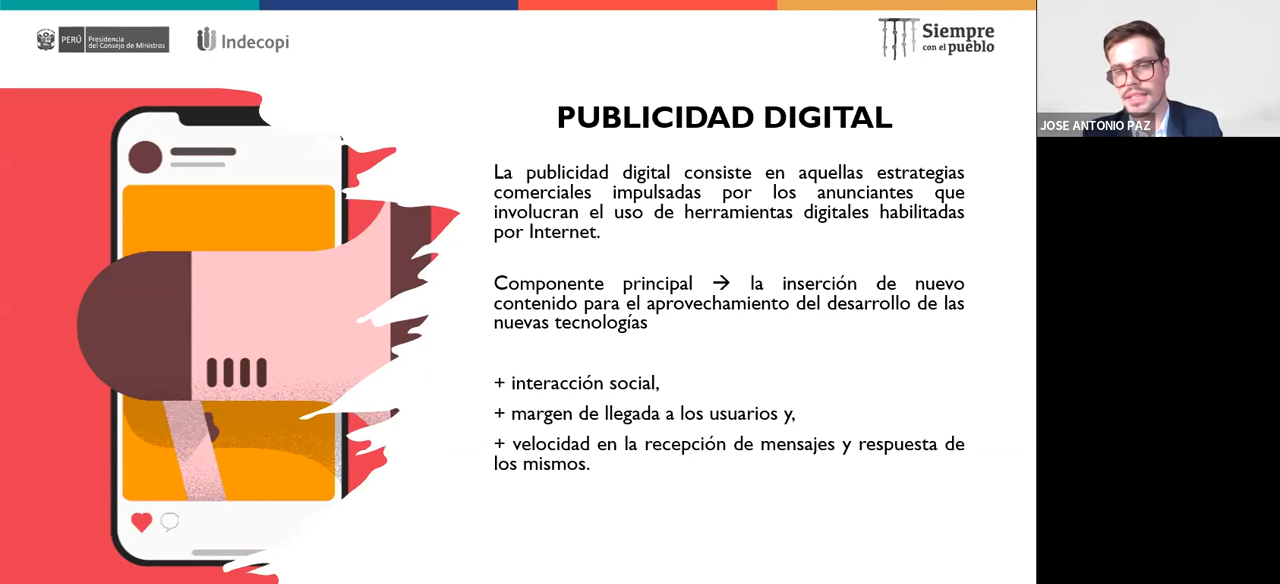 PERÚ
Presidencia
del Consejo de Ministros
Indecopi
Siempre
con el pueblo
JOSE ANTONIO PAZ
PUBLICIDAD DIGITAL
La publicidad digital consiste en aquellas estrategias
comerciales impulsadas por los anunciantes que
involucran el uso de herramientas digitales habilitadas
por Internet.
Componente principal → la inserción de nuevo
contenido para el aprovechamiento del desarrollo de las
nuevas tecnologías
+ interacción social,
+ margen de llegada a los usuarios y,
+ velocidad en la recepción de mensajes y respuesta de
los mismos.